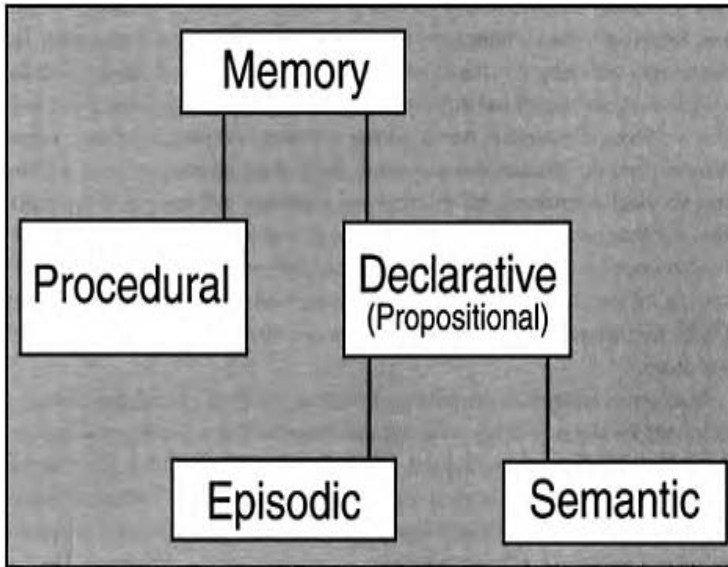 Memory
Procedural
Declarative
(Propositional)
Episodic
Semantic